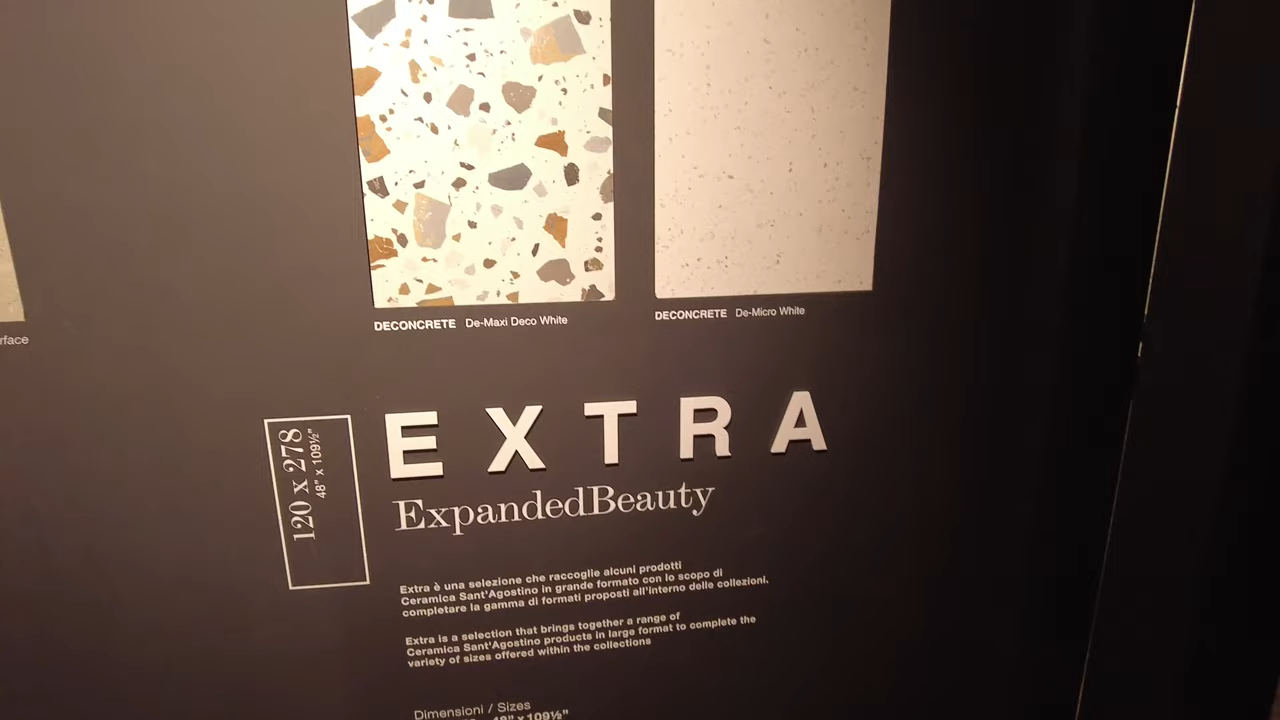 rface
DECONCRETE De-Maxi Deco White
DECONCRETE De-Micro White
120 x 278
48" x 109½"
EXTRA
ExpandedBeauty
Extra è una selezione che raccoglie alcuni prodotti
Ceramica Sant'Agostino in grande formato con lo scopo di
completare la gamma di formati proposti all'interno delle collezioni.
Extra is a selection that brings together a range of
Ceramica Sant'Agostino products in large format to complete the
variety of sizes offered within the collections
Dimensioni / Sizes
48" x 109½"